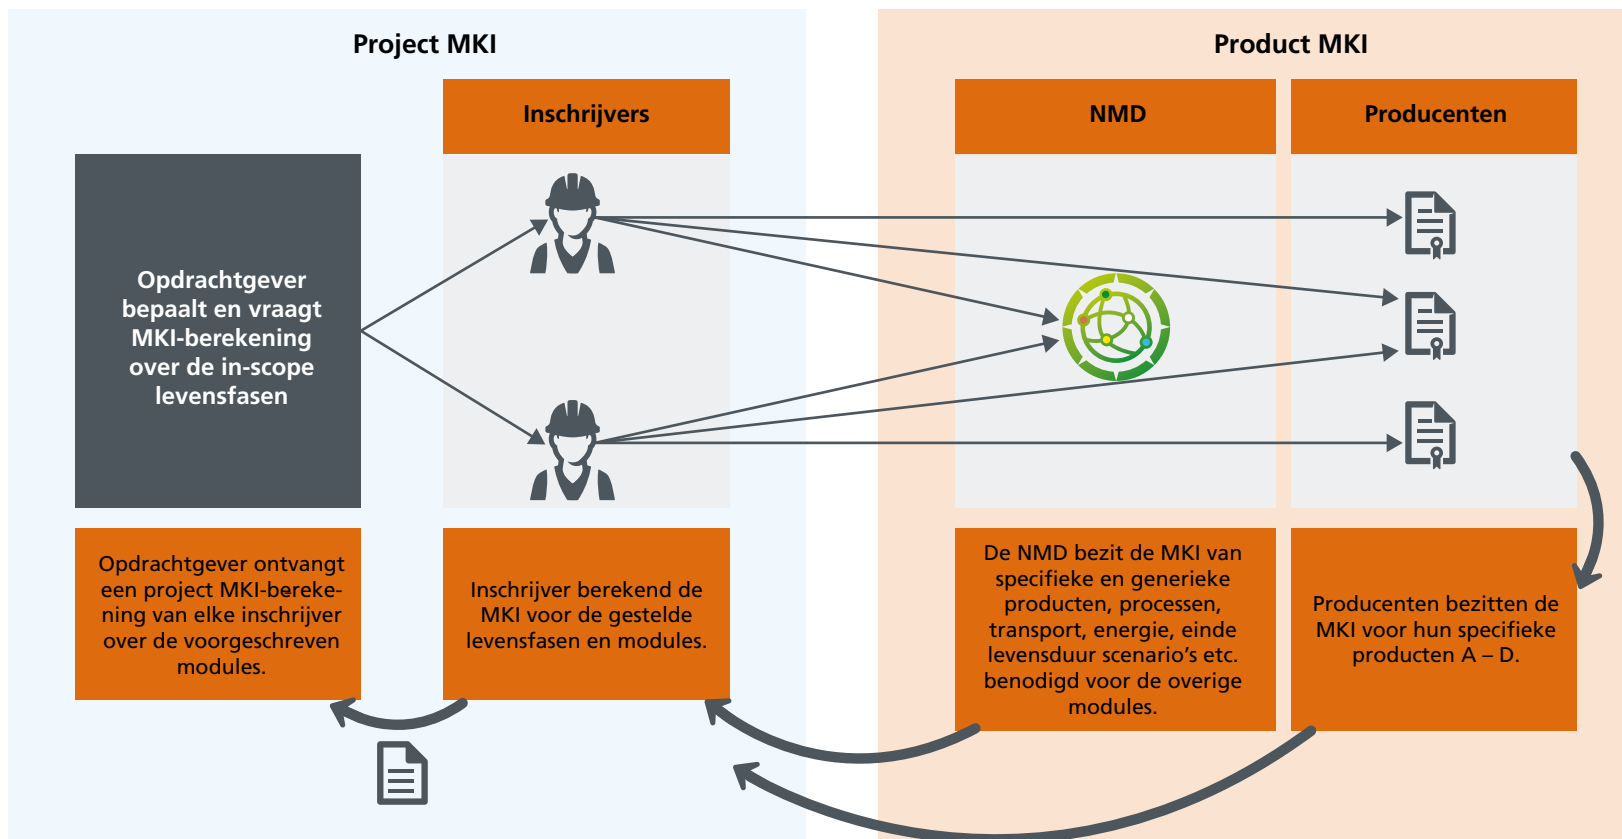 Project MKI
Product MKI
Inschrijvers
NMD
Producenten
Opdrachtgever
bepaalt en vraagt
MKI-berekening
over de in-scope
levensfasen
Opdrachtgever ontvangt
een project MKI-bereke-
ning van elke inschrijver
over de voorgeschreven
modules.
Inschrijver berekend de
MKI voor de gestelde
levensfasen en modules.
De NMD bezit de MKI van
specifieke en generieke
producten, processen,
transport, energie, einde
levensduur scenario's etc.
benodigd voor de overige
modules.
Producenten bezitten de
MKI voor hun specifieke
producten A – D.